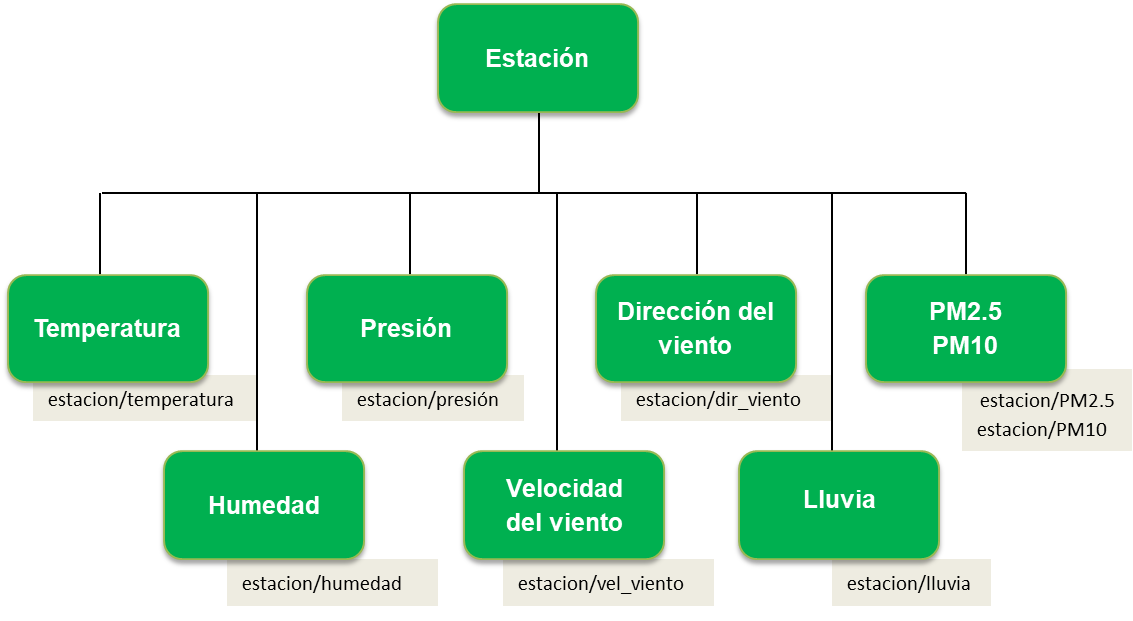 Estación
Temperatura
estacion/temperatura
Presión
estacion/presión
Dirección del
viento
estacion/dir_viento
PM2.5
PM10
estacion/PM2.5
estacion/PM10
Humedad
estacion/humedad
Velocidad
del viento
estacion/vel_viento
Lluvia
estacion/lluvia